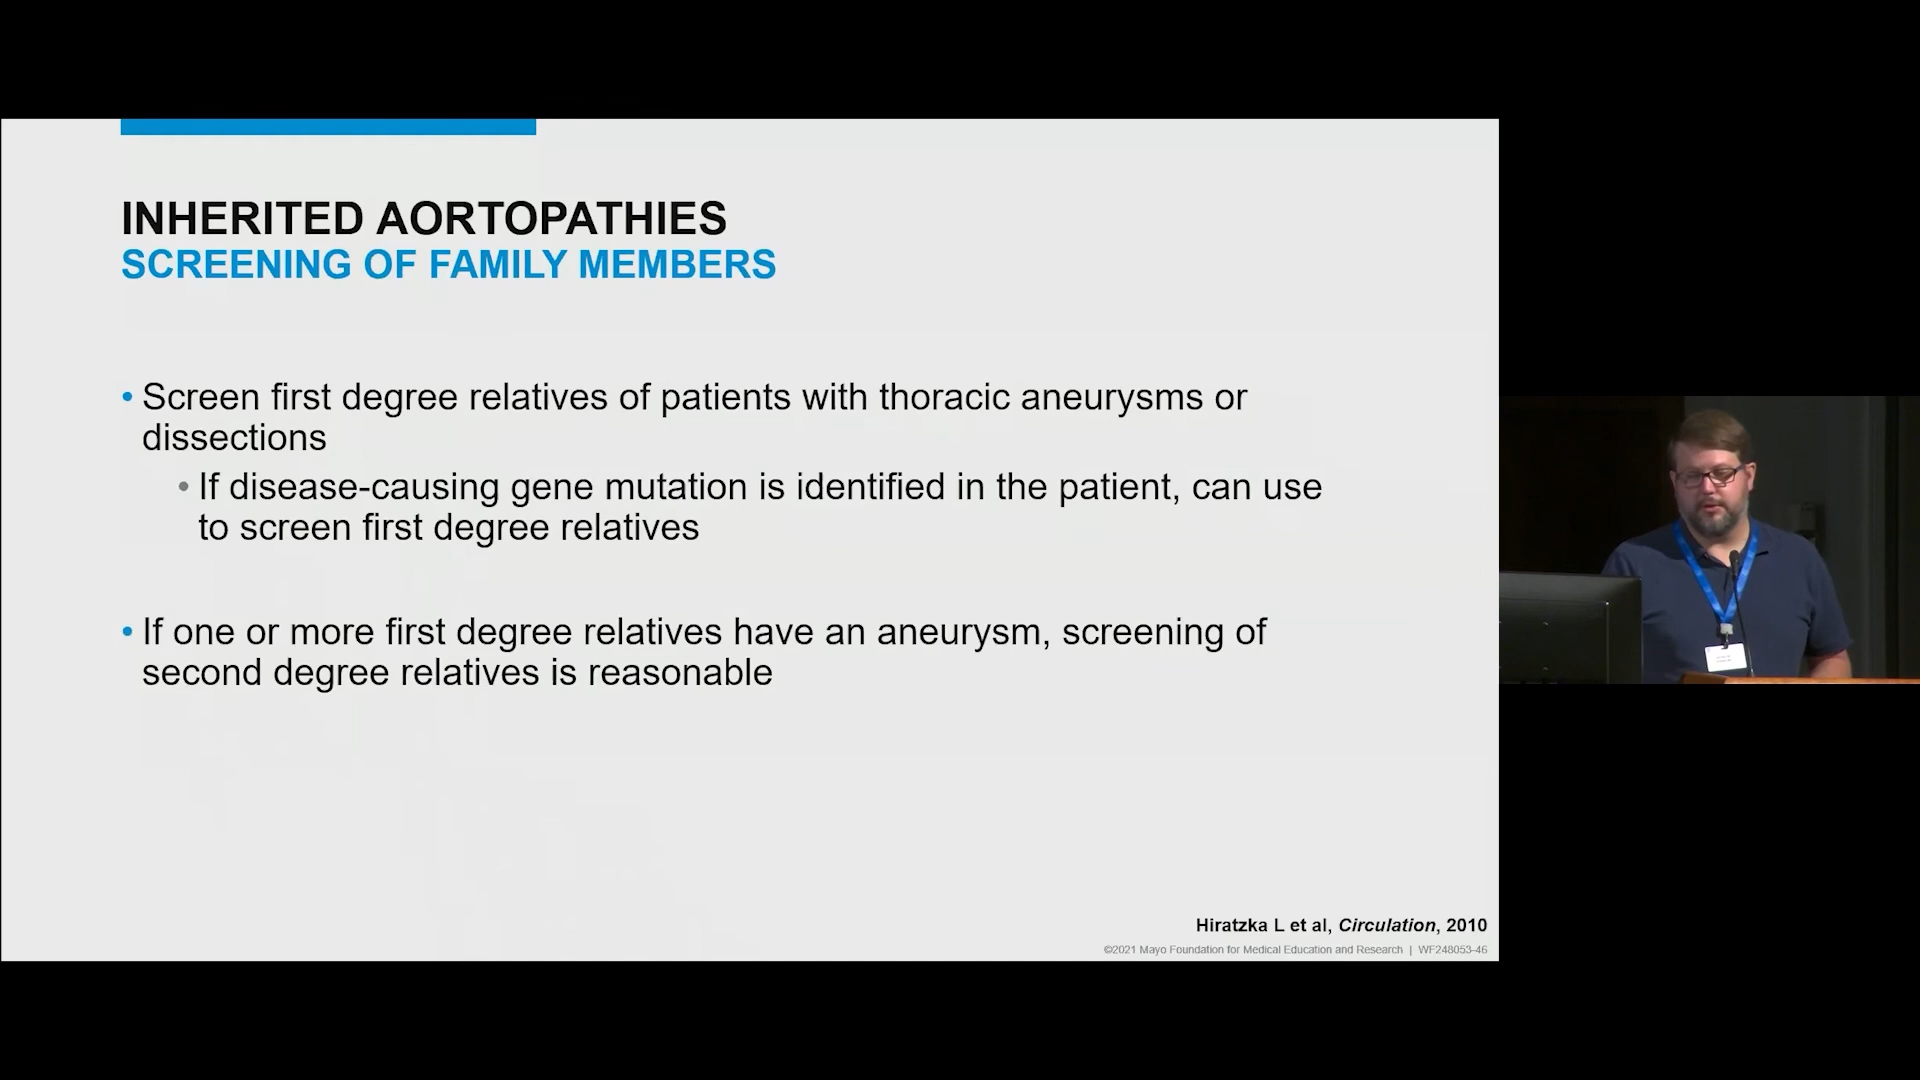 INHERITED AORTOPATHIES
SCREENING OF FAMILY MEMBERS
• Screen first degree relatives of patients with thoracic aneurysms or
dissections
• If disease-causing gene mutation is identified in the patient, can use
to screen first degree relatives
• If one or more first degree relatives have an aneurysm, screening of
second degree relatives is reasonable
Hiratzka L et al, Circulation, 2010
©2021 Mayo Foundation for Medical Education and Research | WF248053-46